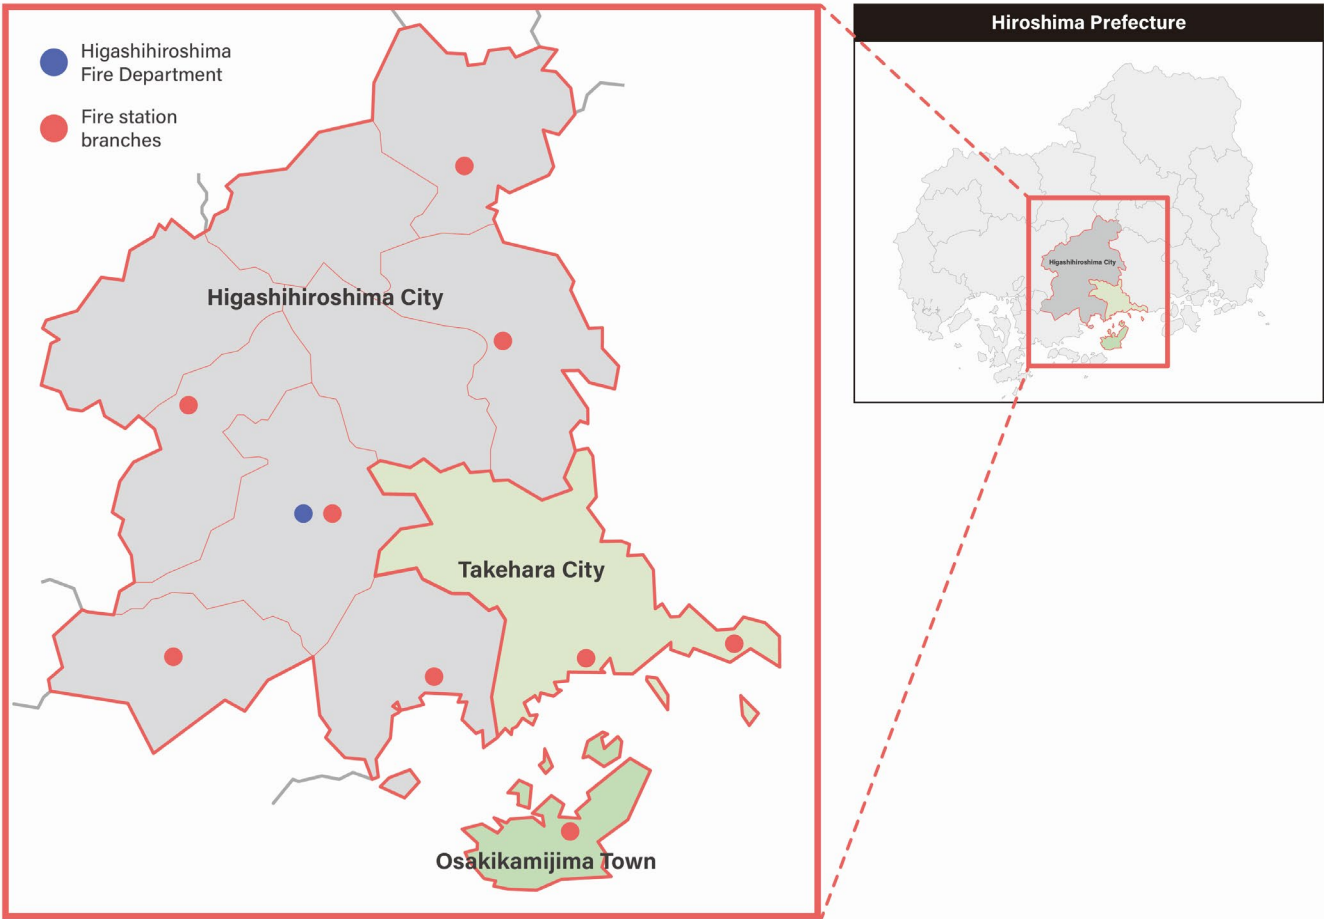 Higashihiroshima
Fire Department
Fire station
branches
Higashihiroshima City
Takehara City
Osakikamijima Town
Hiroshima Prefecture
Higashihiroshima City